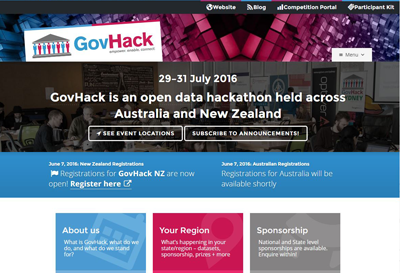 Website Blog Competition Portal Participant Kit
GovHack
empower enable connect
Menu
29-31 July 2016
GovHack is an open data hackathon held across
Australia and New Zealand
SEE EVENT LOCATIONS SUBSCRIBE TO ANNOUNCEMENTS!
June 7, 2016: New Zealand Registrations
Registrations for GovHack NZ are now
open! Register here
June 7, 2016: Australian Registrations
Registrations for Australia will be
available shortly
About us
What is GovHack, what do we
do, and what do we stand
for?
Your Region
What's happening in your
state/region – datasets,
sponsorship, prizes + more
Sponsorship
National and State level
sponsorships are available.
Enquire within!